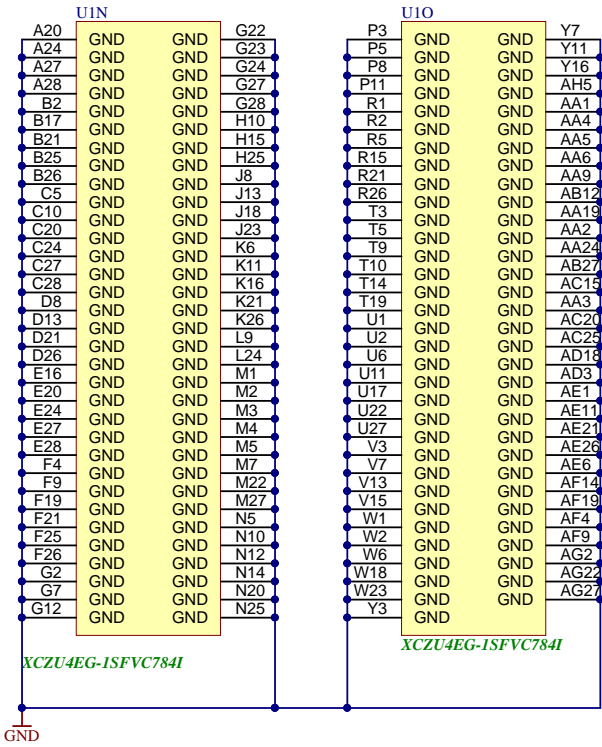 U1N
A20 GND GND G22
A24 GND GND G23
A27 GND GND G24
A28 GND GND G27
B2 GND GND G28
B17 GND GND H10
B21 GND GND H15
B25 GND GND H25
B26 GND GND J8
C5 GND GND J13
C10 GND GND J18
C20 GND GND J23
C24 GND GND K6
C27 GND GND K11
C28 GND GND K16
D8 GND GND K21
D13 GND GND K26
D21 GND GND L9
D26 GND GND L24
E16 GND GND M1
E20 GND GND M2
E24 GND GND M3
E27 GND GND M4
E28 GND GND M5
F4 GND GND M7
F9 GND GND M22
F19 GND GND M27
F21 GND GND N5
F25 GND GND N10
F26 GND GND N12
G2 GND GND N14
G7 GND GND N20
G12 GND GND N25
XCZU4EG-1SFVC784I
U1O
P3 GND GND Y7
P5 GND GND Y11
P8 GND GND Y16
P11 GND GND AH5
R1 GND GND AA1
R2 GND GND AA4
R5 GND GND AA5
R15 GND GND AA6
R21 GND GND AA9
R26 GND GND AB12
T3 GND GND AA19
T5 GND GND AA2
T9 GND GND AA24
T10 GND GND AB27
T14 GND GND AC15
T19 GND GND AA3
U1 GND GND AC20
U2 GND GND AC25
U6 GND GND AD18
U11 GND GND AD3
U17 GND GND AE1
U22 GND GND AE11
U27 GND GND AE21
V3 GND GND AE26
V7 GND GND AE6
V13 GND GND AF14
V15 GND GND AF19
W1 GND GND AF4
W2 GND GND AF9
W6 GND GND AG2
W18 GND GND AG22
W23 GND GND AG27
Y3 GND
XCZU4EG-1SFVC784I
GND